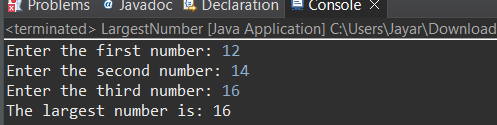 Problems @ Javadoc Declaration Console ×
<terminated> LargestNumber [Java Application] C:\Users\Jayar\Download
Enter the first number: 12
Enter the second number: 14
Enter the third number: 16
The largest number is: 16